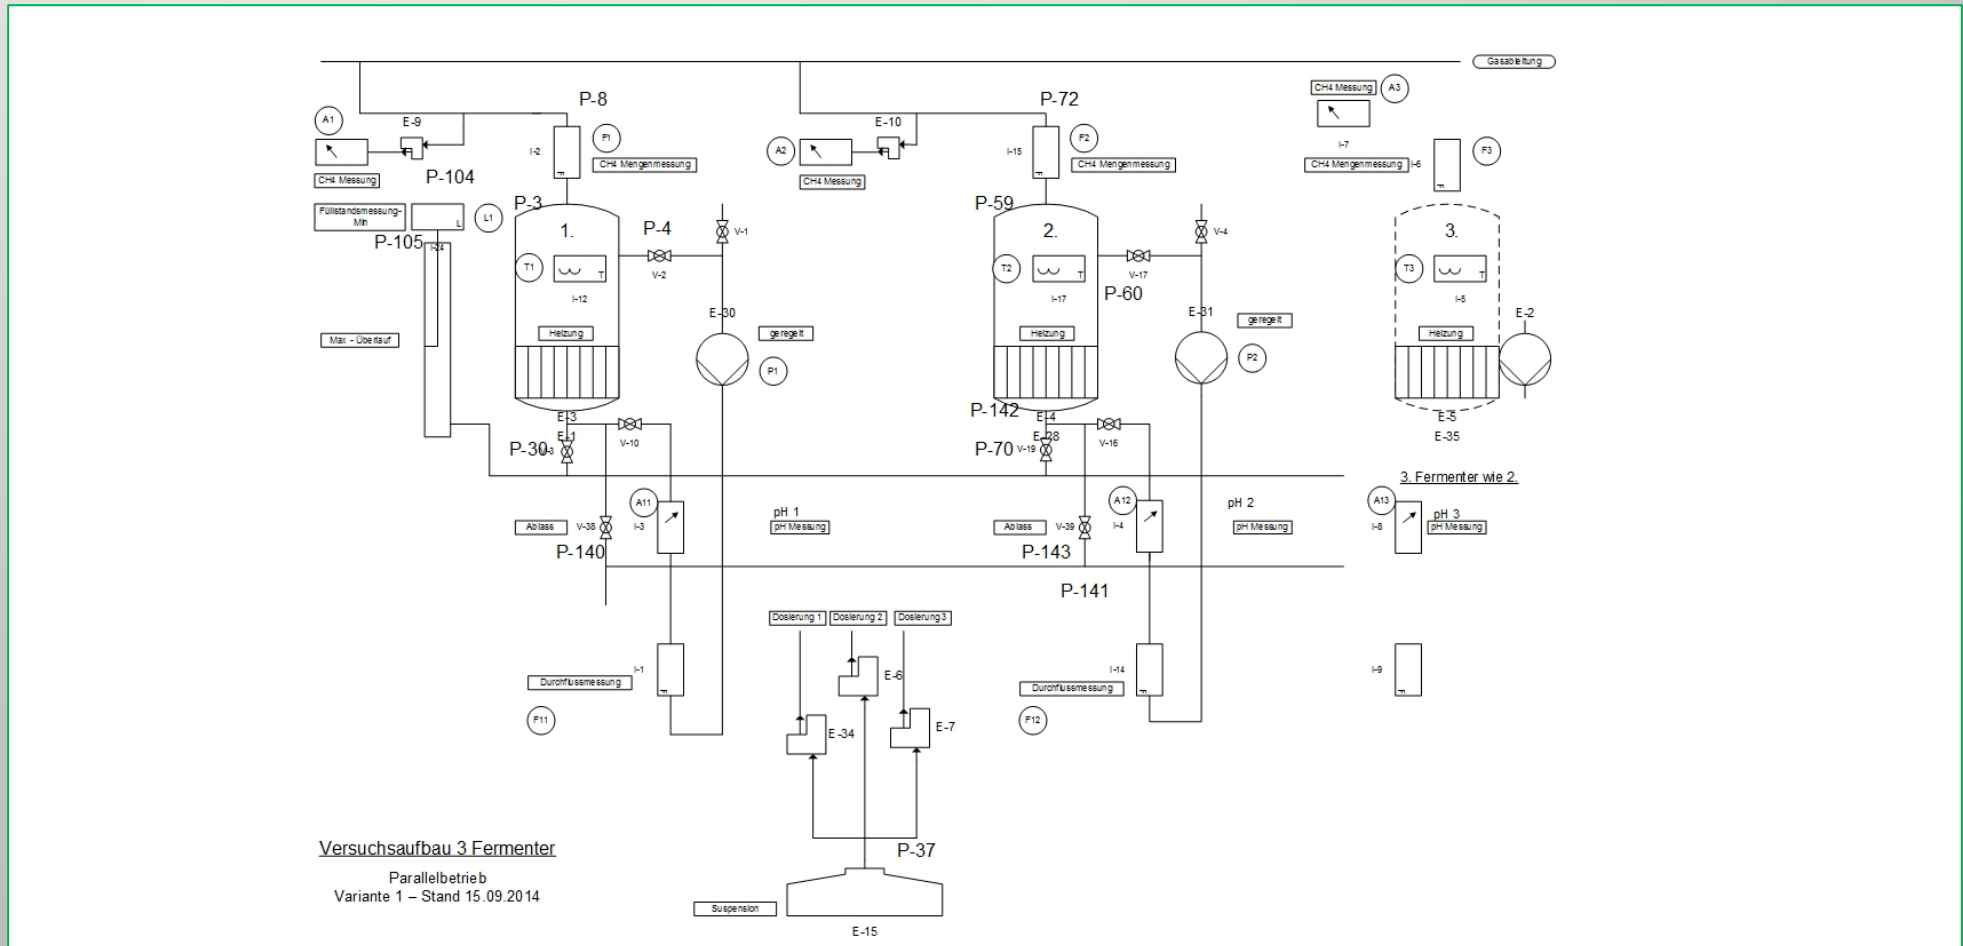 Gasableitung
CH4 Messung
A3
P-8
P-72
A1
E-9
F1
E-10
F2
I-2
I-15
A2
I-7
F3
CH4 Mengenmessung
CH4 Mengenmessung
CH4 Mengenmessung
I-6
F
F
F
CH4 Messung
P-104
CH4 Messung
P-3
P-59
Füllstandsmessung-
Min
L
L1
1.
P-4
V-1
2.
V-4
3.
P-105
I-24
T1
T
V-2
T2
T
V-17
T3
T
I-12
I-17
P-60
I-5
E-30
E-31
E-2
Max - Überlauf
Heizung
geregelt
Heizung
geregelt
Heizung
P1
P2
E-3
P-142
E-4
E-5
E-1
V-10
E-28
V-16
E-35
P-30
V-3
P-70
V-19
3. Fermenter wie 2.
A11
A12
pH 2
A13
pH 1
pH 3
Ablass
V-38
I-3
pH Messung
Ablass
V-39
I-4
pH Messung
I-8
pH Messung
P-140
P-143
P-141
Dosierung 1
Dosierung 2
Dosierung3
I-1
F
E-6
I-14
F
I-9
F
Durchflussmessung
Durchflussmessung
F11
E-34
E-7
F12
Versuchsaufbau 3 Fermenter
P-37
Parallelbetrieb
Variante 1 – Stand 15.09.2014
Suspension
E-15